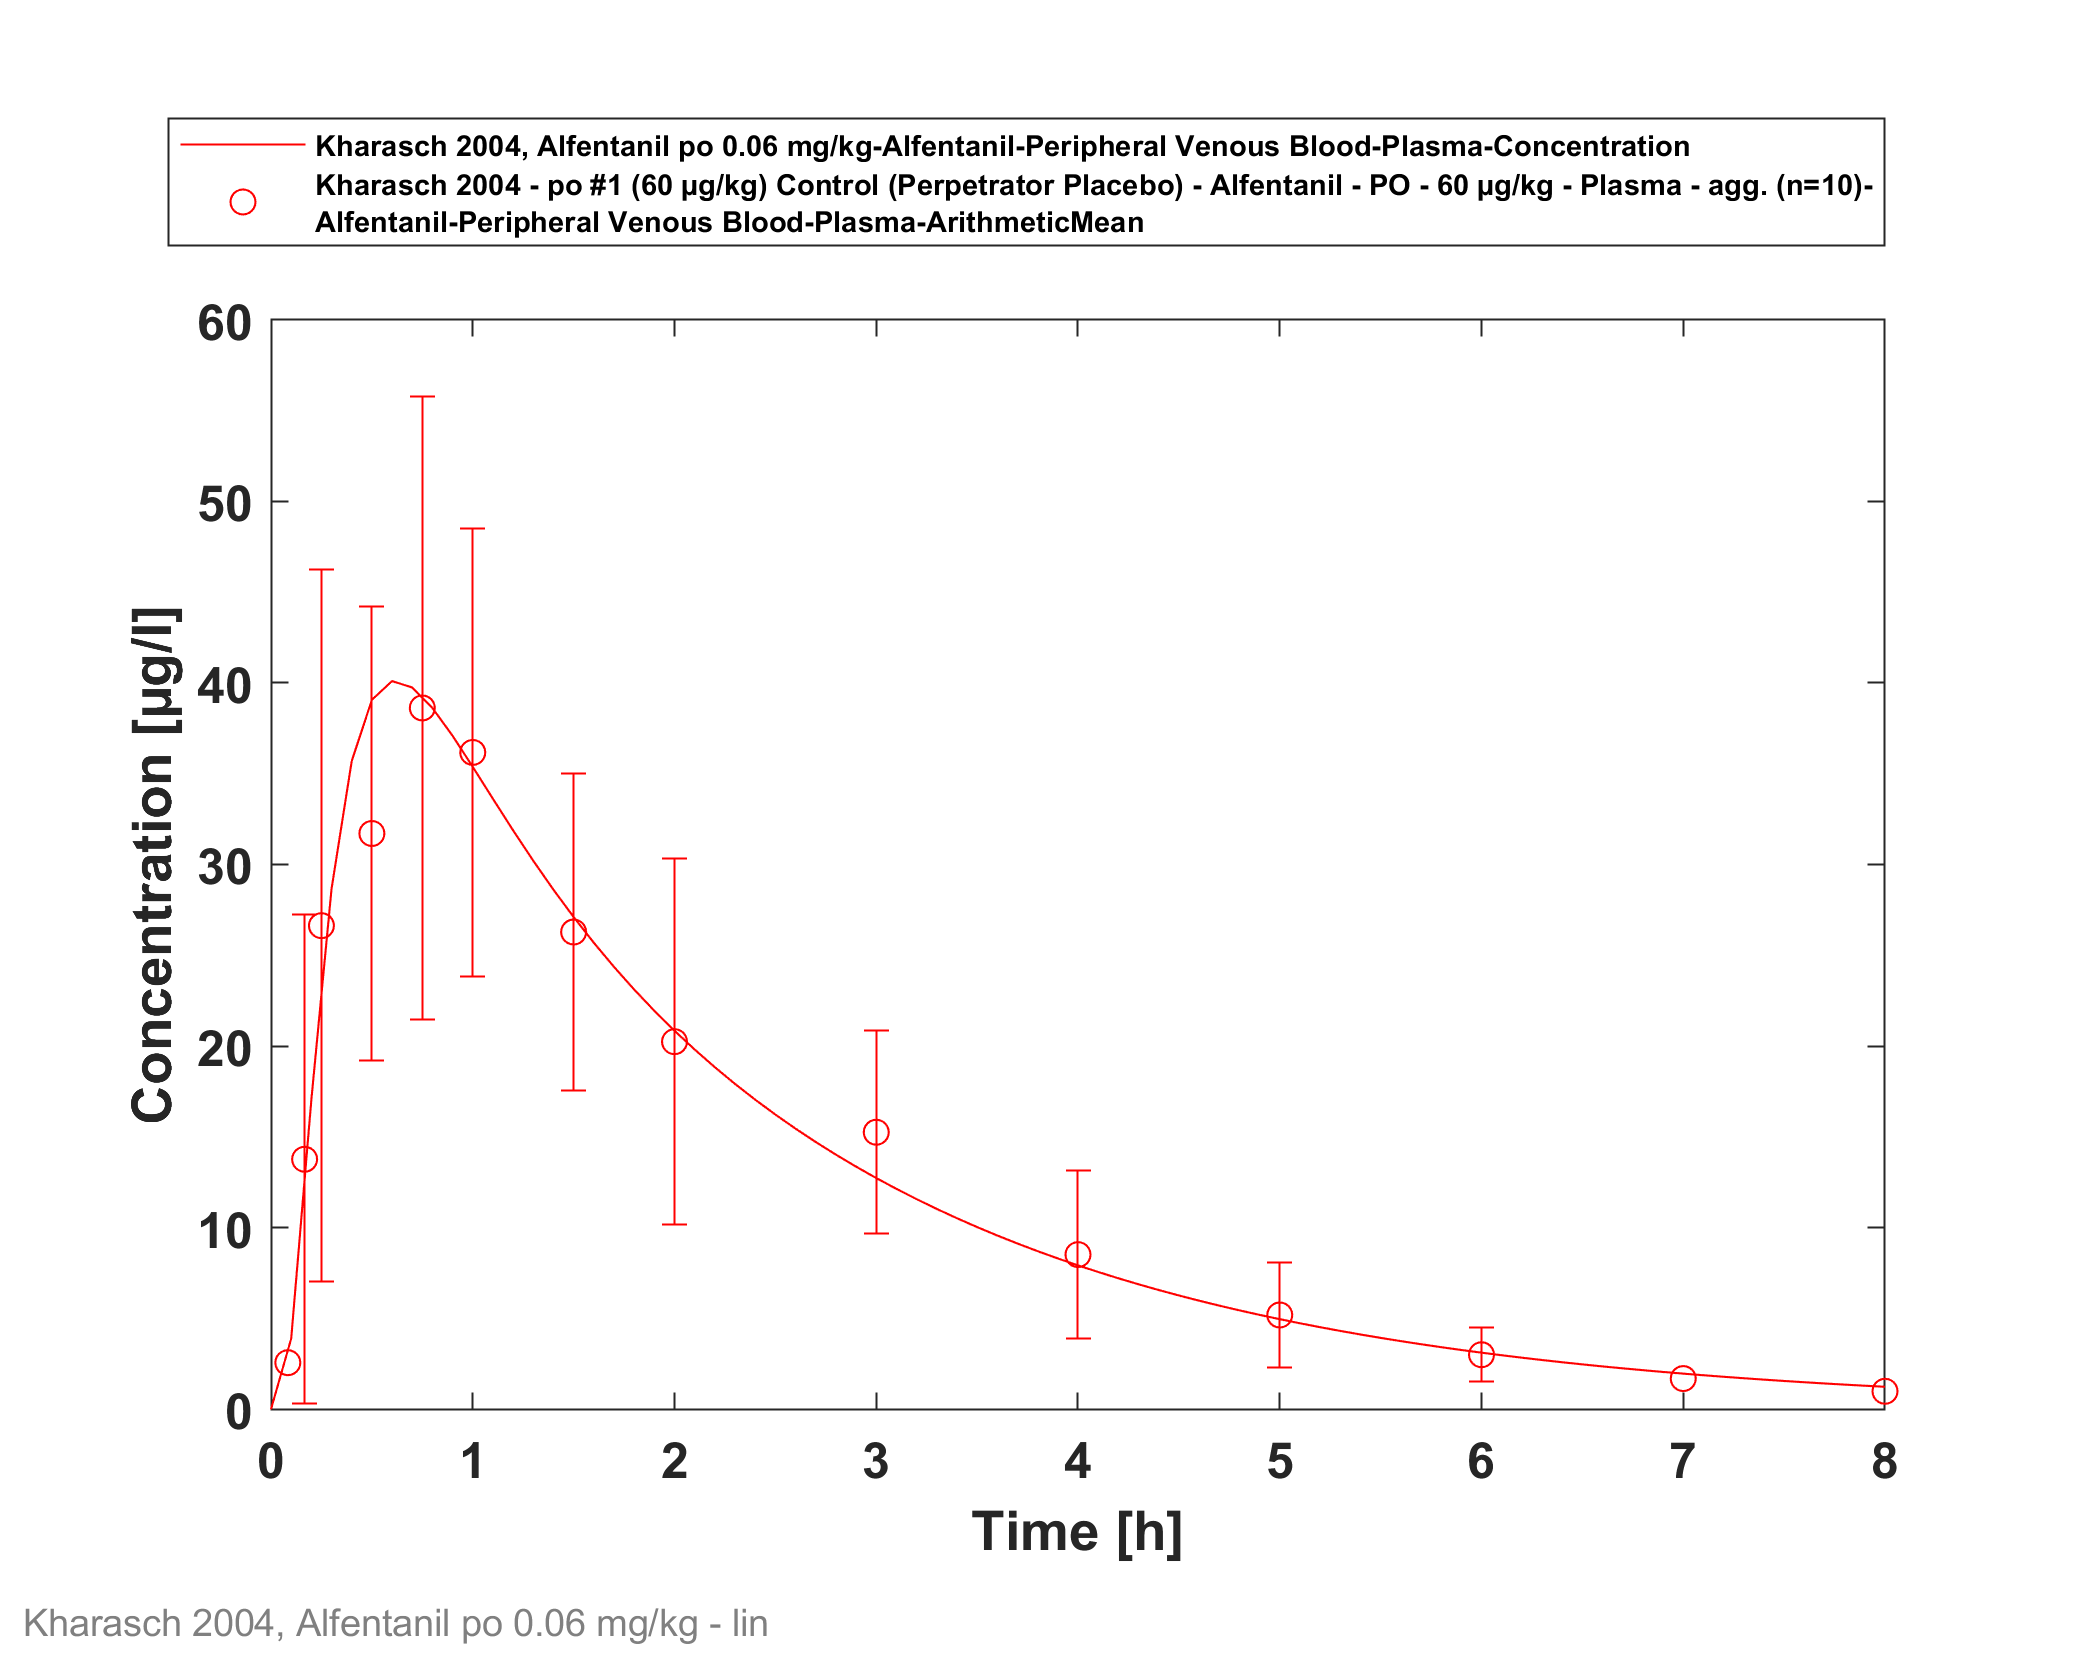 Kharasch 2004, Alfentanil po 0.06 mg/kg-Alfentanil-Peripheral Venous Blood-Plasma-Concentration
Kharasch 2004 - po #1 (60 µg/kg) Control (Perpetrator Placebo) - Alfentanil - PO - 60 µg/kg - Plasma - agg. (n=10)-
Alfentanil-Peripheral Venous Blood-Plasma-ArithmeticMean
60
50
40
30
20
10
0
Concentration [µg/l]
0 1 2 3 4 5 6 7 8
Time [h]
Kharasch 2004, Alfentanil po 0.06 mg/kg - lin